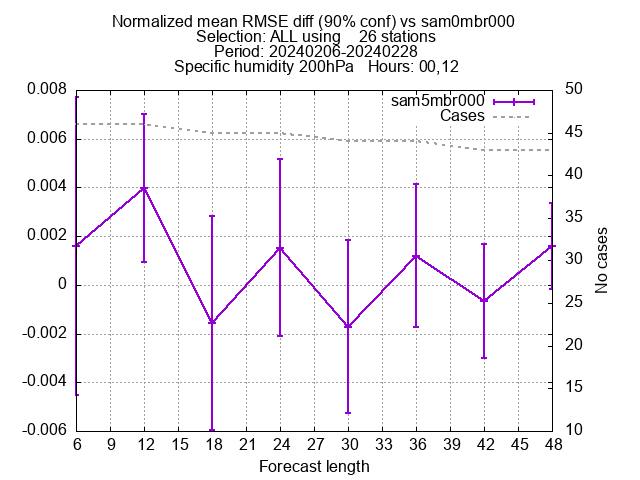 Normalized mean RMSE diff (90% conf) vs sam0mbr000
Selection: ALL using    26 stations
Period: 20240206-20240228
Specific humidity 200hPa   Hours: 00,12
sam5mbr000
Cases
0.008
0.006
0.004
0.002
0
-0.002
-0.004
-0.006
50
45
40
35
30
25
20
15
10
No cases
6 9 12 15 18 21 24 27 30 33 36 39 42 45 48
Forecast length